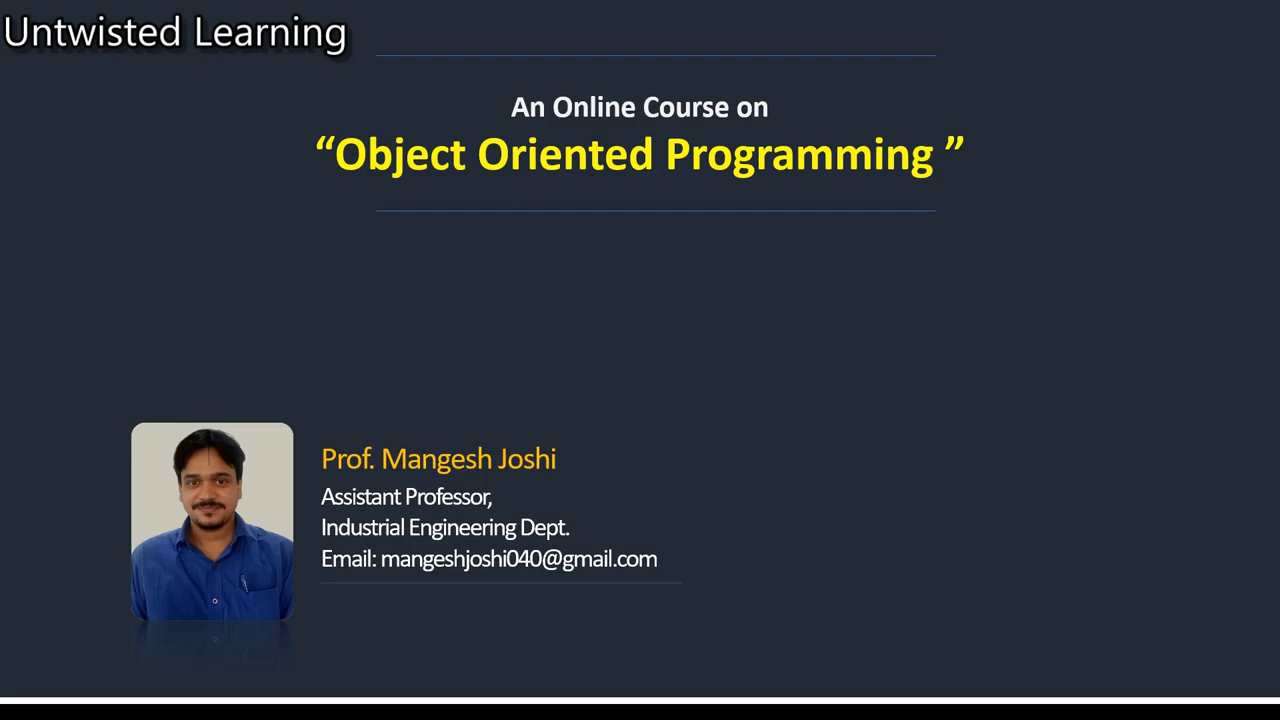 Untwisted Learning
An Online Course on
“Object Oriented Programming ”
Prof. Mangesh Joshi
Assistant Professor,
Industrial Engineering Dept.
Email: mangeshjoshi040@gmail.com